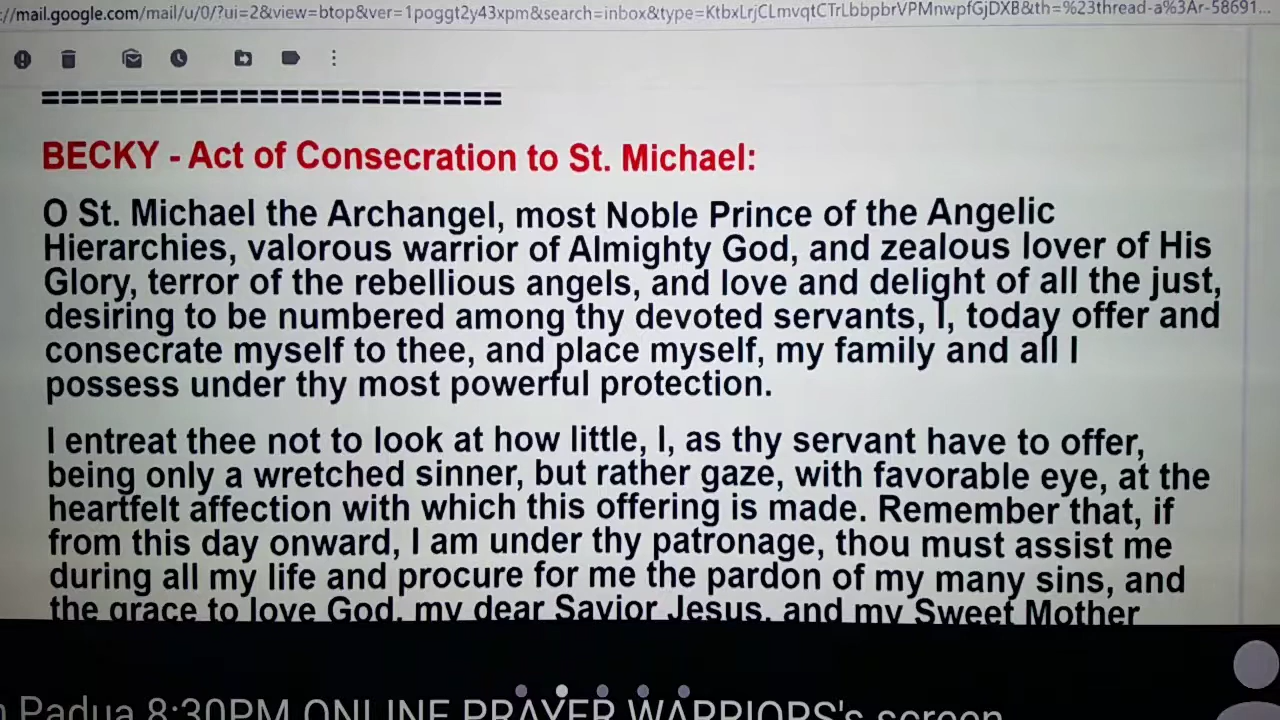 ://mail.google.com/mail/u/0/?ui=2&view=btop&ver=1poggt2y43xpm&search=inbox&type=KtbxLrjCLmvqtCTrLbbpbrVPMnwpfGjDXB&th=%23thread-a%3Ar-58691...
========================
BECKY - Act of Consecration to St. Michael:
O St. Michael the Archangel, most Noble Prince of the Angelic
Hierarchies, valorous warrior of Almighty God, and zealous lover of His
Glory, terror of the rebellious angels, and love and delight of all the just,
desiring to be numbered among thy devoted servants, I, today offer and
consecrate myself to thee, and place myself, my family and all I
possess under thy most powerful protection.
I entreat thee not to look at how little, I, as thy servant have to offer,
being only a wretched sinner, but rather gaze, with favorable eye, at the
heartfelt affection with which this offering is made. Remember that, if
from this day onward, I am under thy patronage, thou must assist me
during all my life and procure for me the pardon of my many sins, and
the grace to love God, my dear Savior Jesus, and my Sweet Mother
Padua 8:30PM ONLINE PRAYER WARRIORS's screen